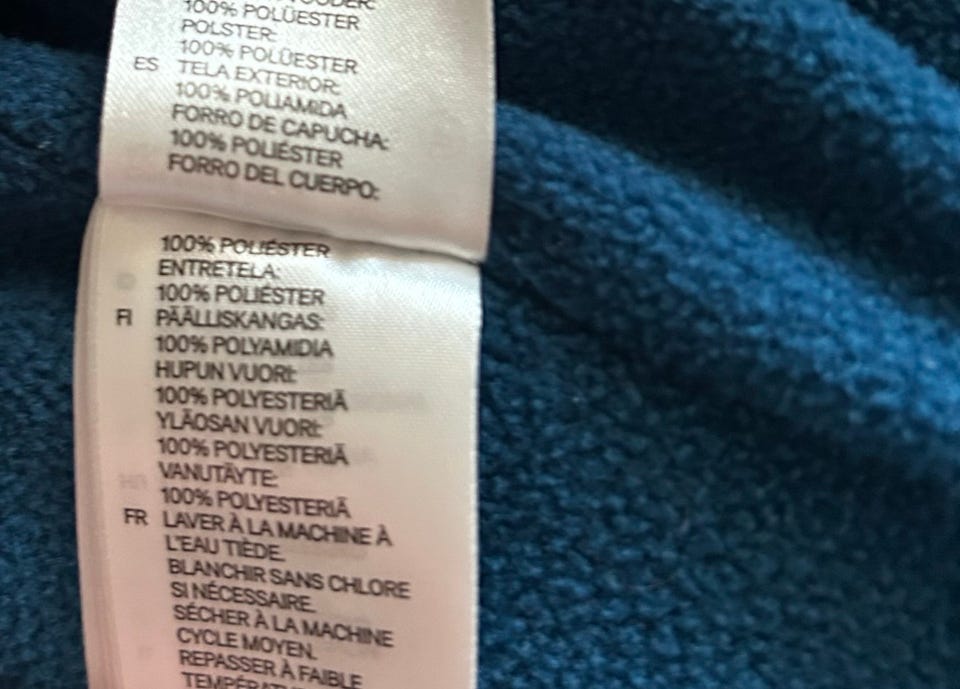 100% POLÜESTER
POLSTER:
100% POLÜESTER
ES TELA EXTERIOR:
100% POLIAMIDA
FORRO DE CAPUCHA:
100% POLIÉSTER
FORRO DEL CUERPO:
100% POLIÉSTER
ENTRETELA:
100% POLIÉSTER
FI PÄÄLLISKANGAS:
100% POLYAMIDIA
HUPUN VUORI:
100% POLYESTERIÄ
YLÄOSAN VUORI:
100% POLYESTERIÄ
VANUTÄYTE:
100% POLYESTERIÄ
FR LAVER À LA MACHINE À
L'EAU TIÈDE.
BLANCHIR SANS CHLORE
SI NÉCESSAIRE.
SÉCHER À LA MACHINE
CYCLE MOYEN.
REPASSER À FAIBLE